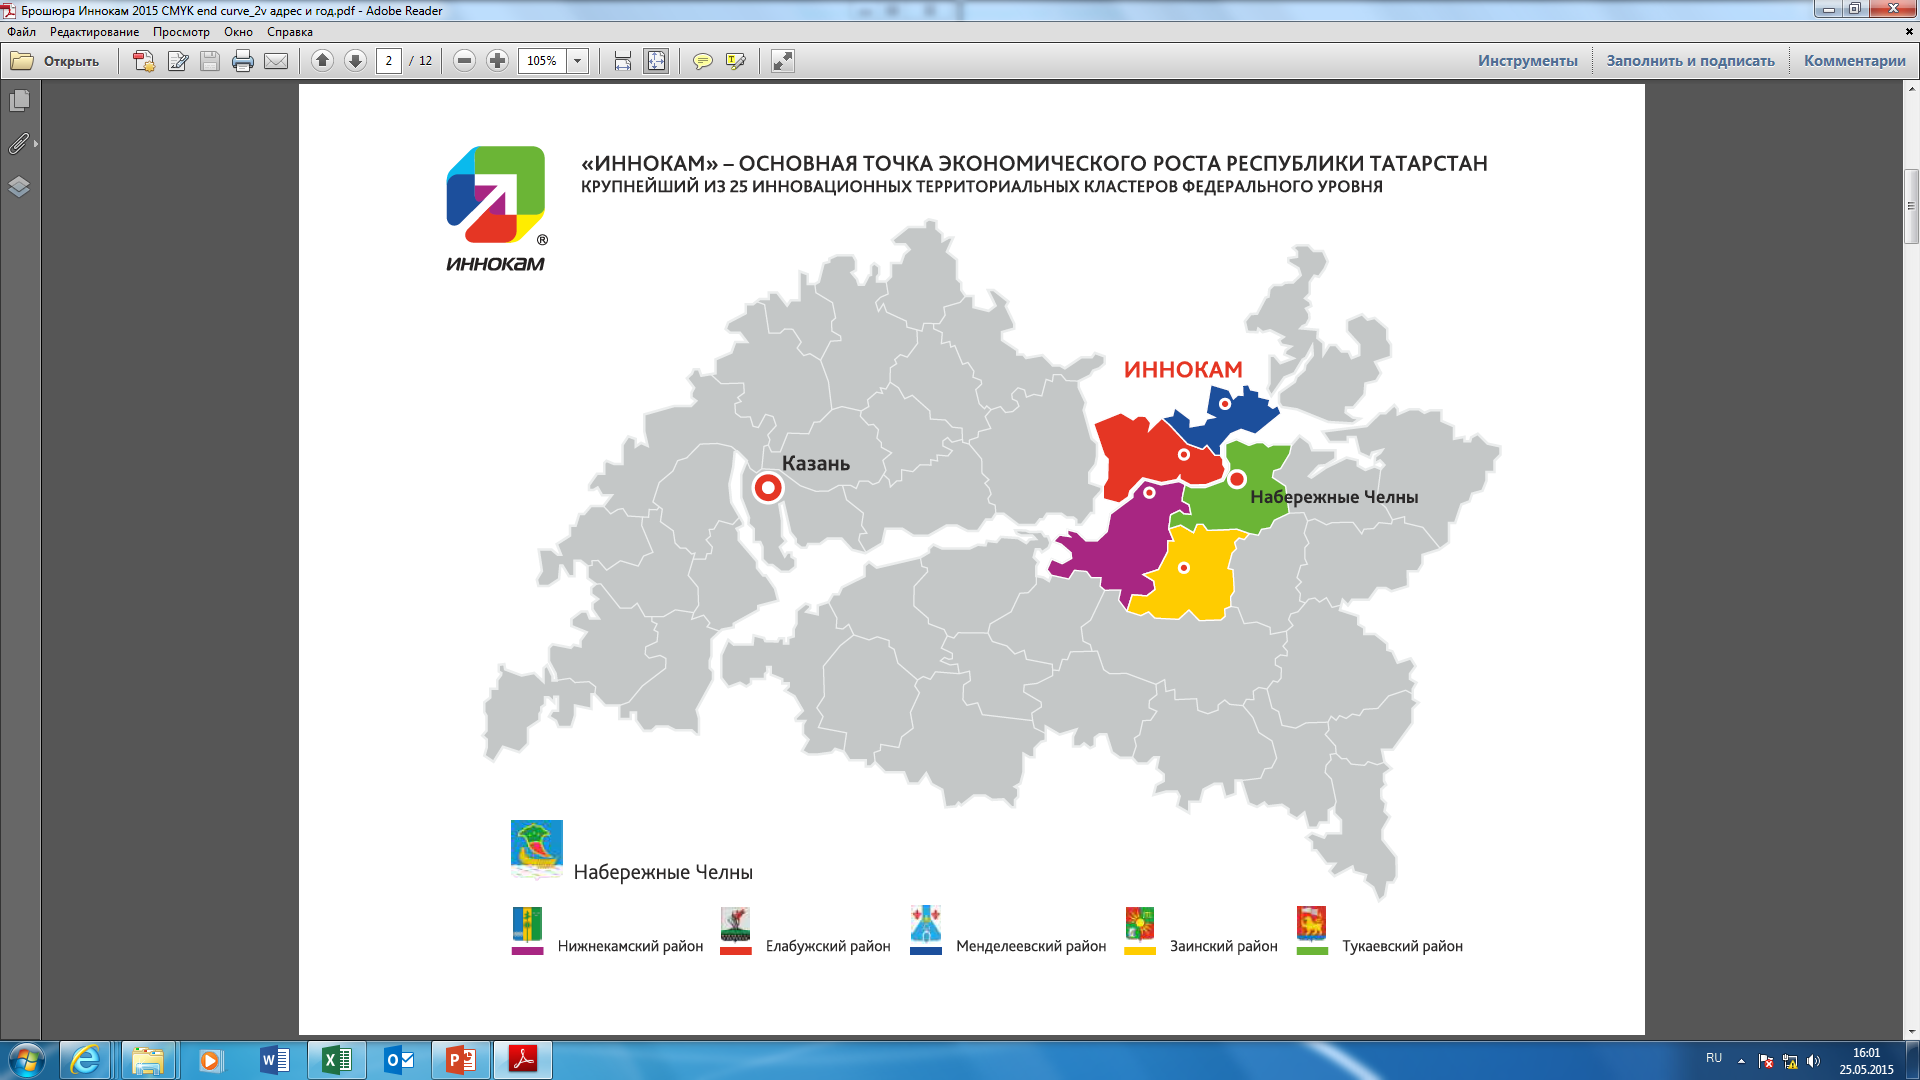 Брошюра Иннокам 2015 CMYK end curve_2v адрес и год.pdf - Adobe Reader
Файл Редактирование Просмотр Окно Справка
Открыть 2 / 12 105% Инструменты Заполнить и подписать Комментарии
«ИННОКАМ» – ОСНОВНАЯ ТОЧКА ЭКОНОМИЧЕСКОГО РОСТА РЕСПУБЛИКИ ТАТАРСТАН
КРУПНЕЙШИЙ ИЗ 25 ИННОВАЦИОННЫХ ТЕРРИТОРИАЛЬНЫХ КЛАСТЕРОВ ФЕДЕРАЛЬНОГО УРОВНЯ
®
ИННОКАМ
ИННОКАМ
Казань
Набережные Челны
Набережные Челны
Нижнекамский район Елабужский район Менделеевский район Заинский район Тукаевский район
RU 16:01
25.05.2015